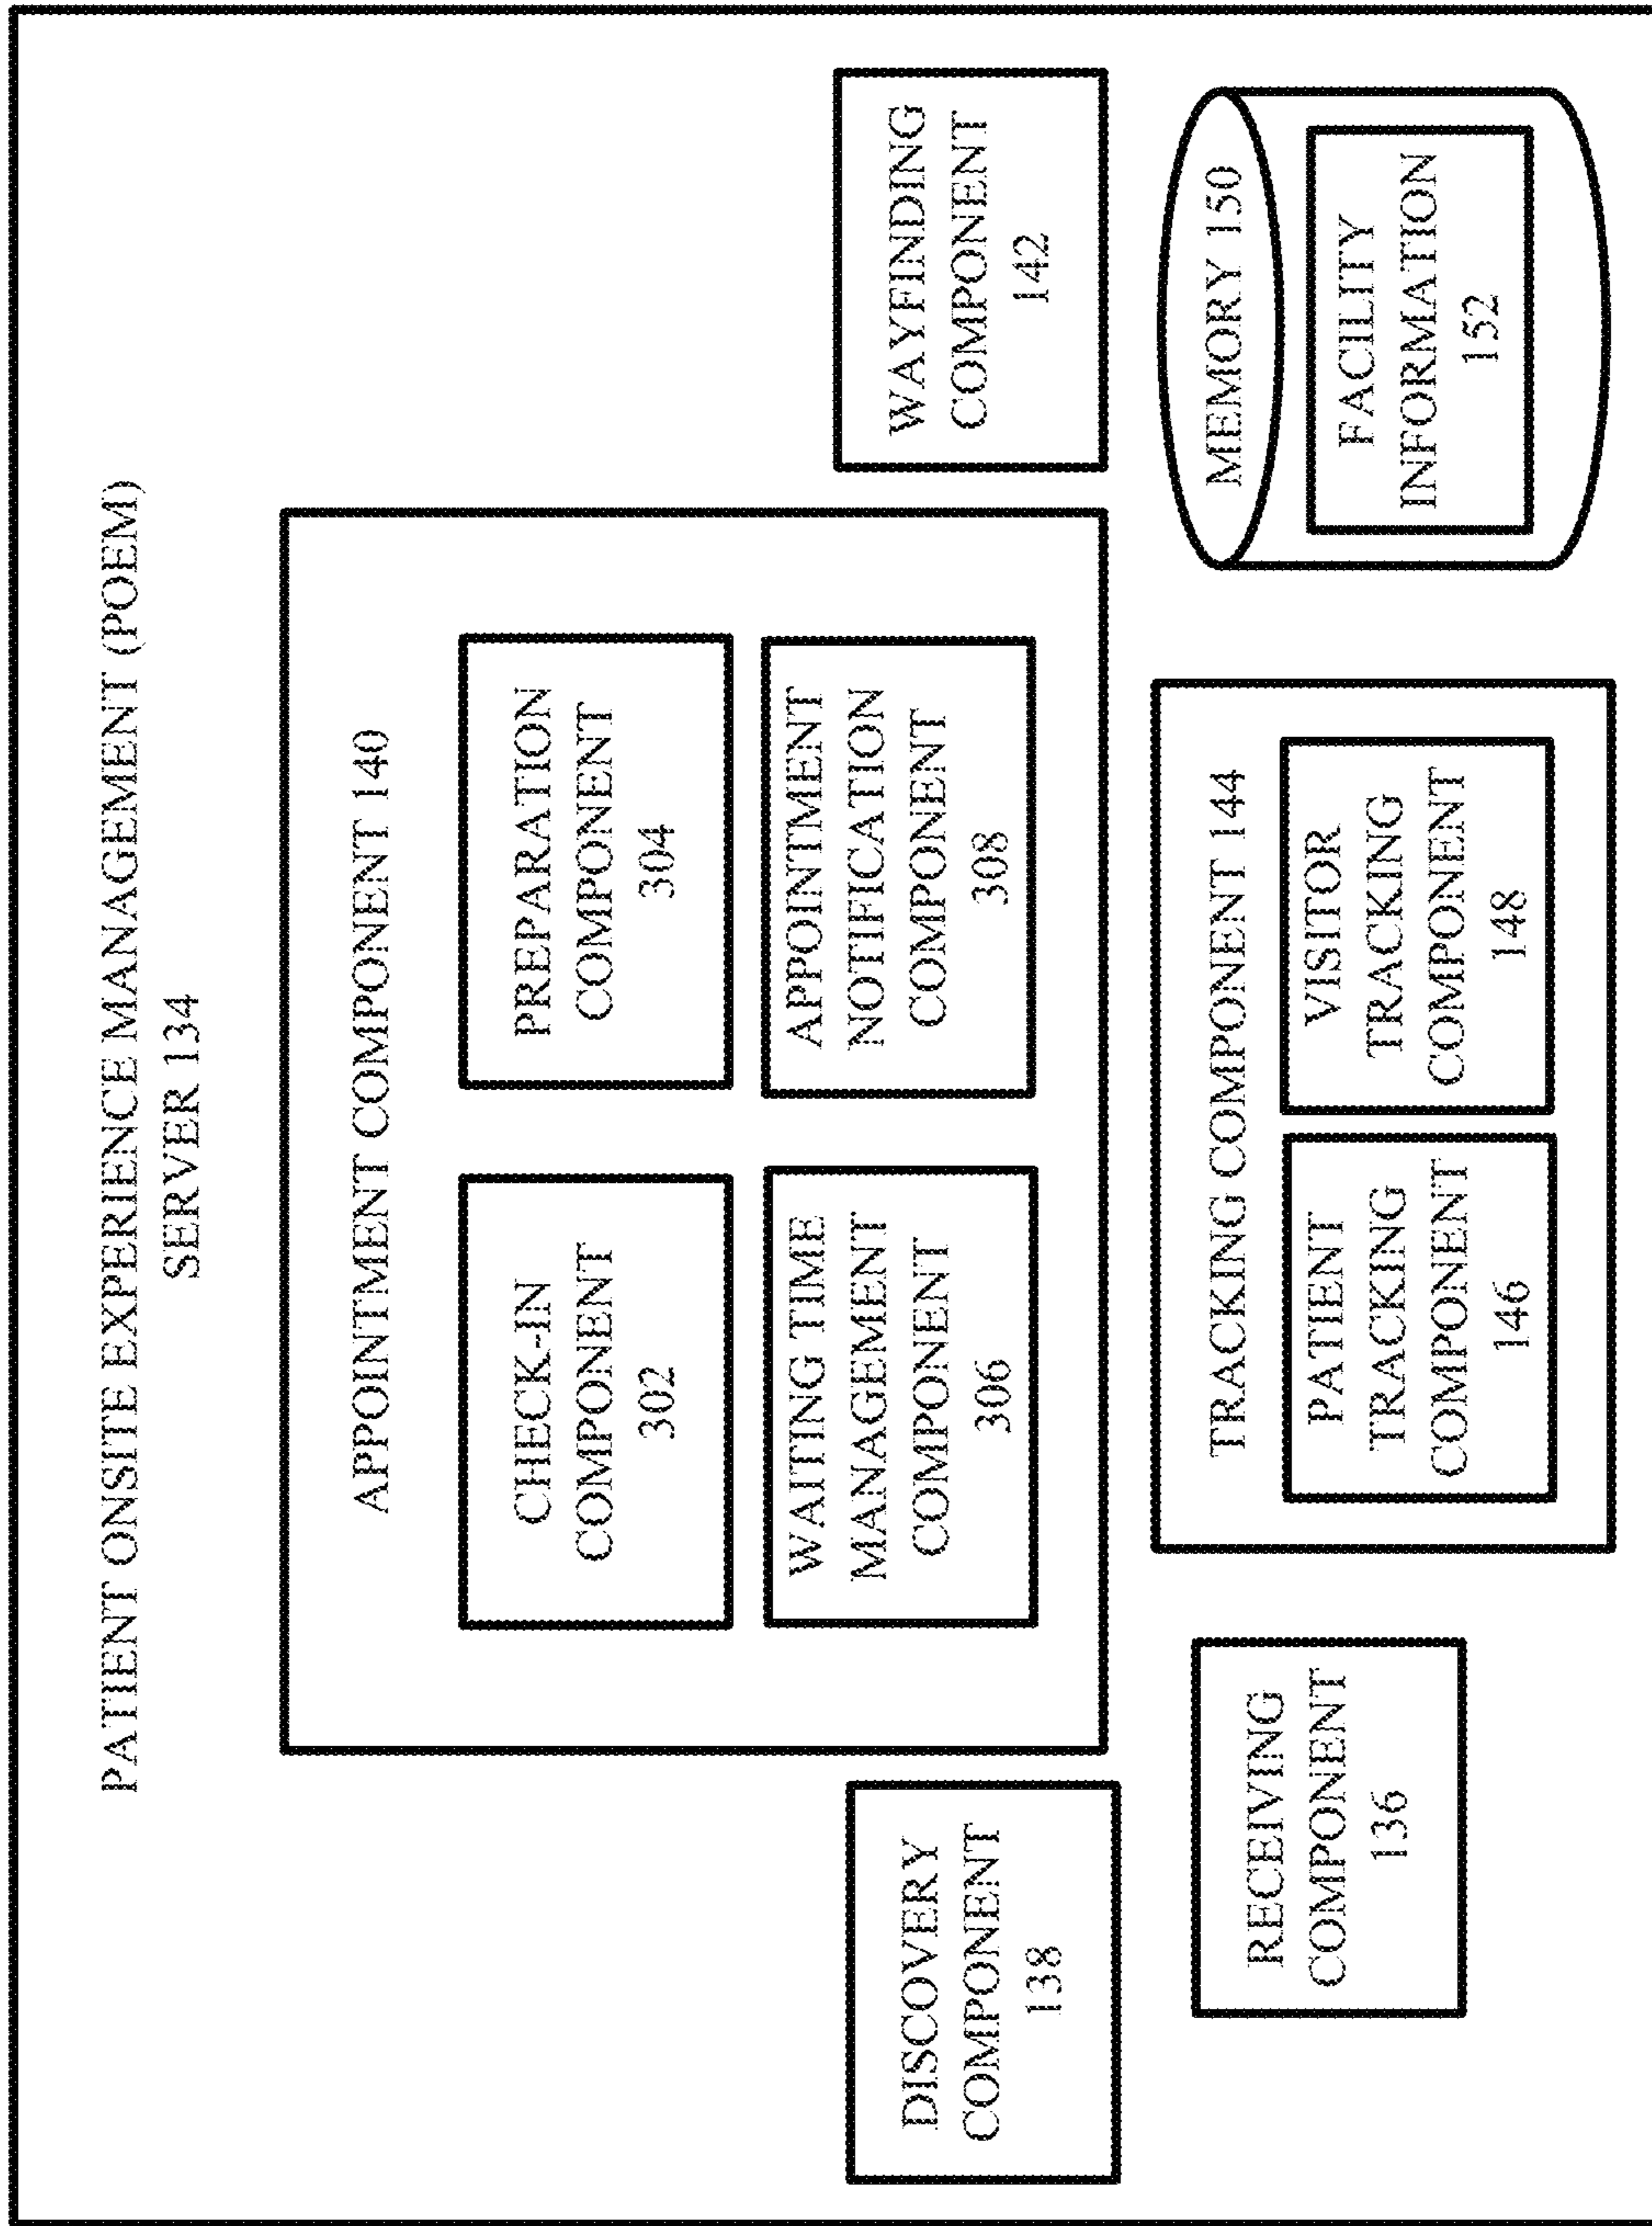 PATIENT ONSITE EXPERIENCE MANAGEMENT (POEM)
SERVER 134
APPOINTMENT COMPONENT 140
CHECK-IN
COMPONENT
302
PREPARATION
COMPONENT
304
WAITING TIME
MANAGEMENT
COMPONENT
306
APPOINTMENT
NOTIFICATION
COMPONENT
308
DISCOVERY
COMPONENT
138
WAYFINDING
COMPONENT
142
RECEIVING
COMPONENT
136
TRACKING COMPONENT 144
PATIENT
TRACKING
COMPONENT
146
VISITOR
TRACKING
COMPONENT
148
MEMORY 150
FACILITY
INFORMATION
152